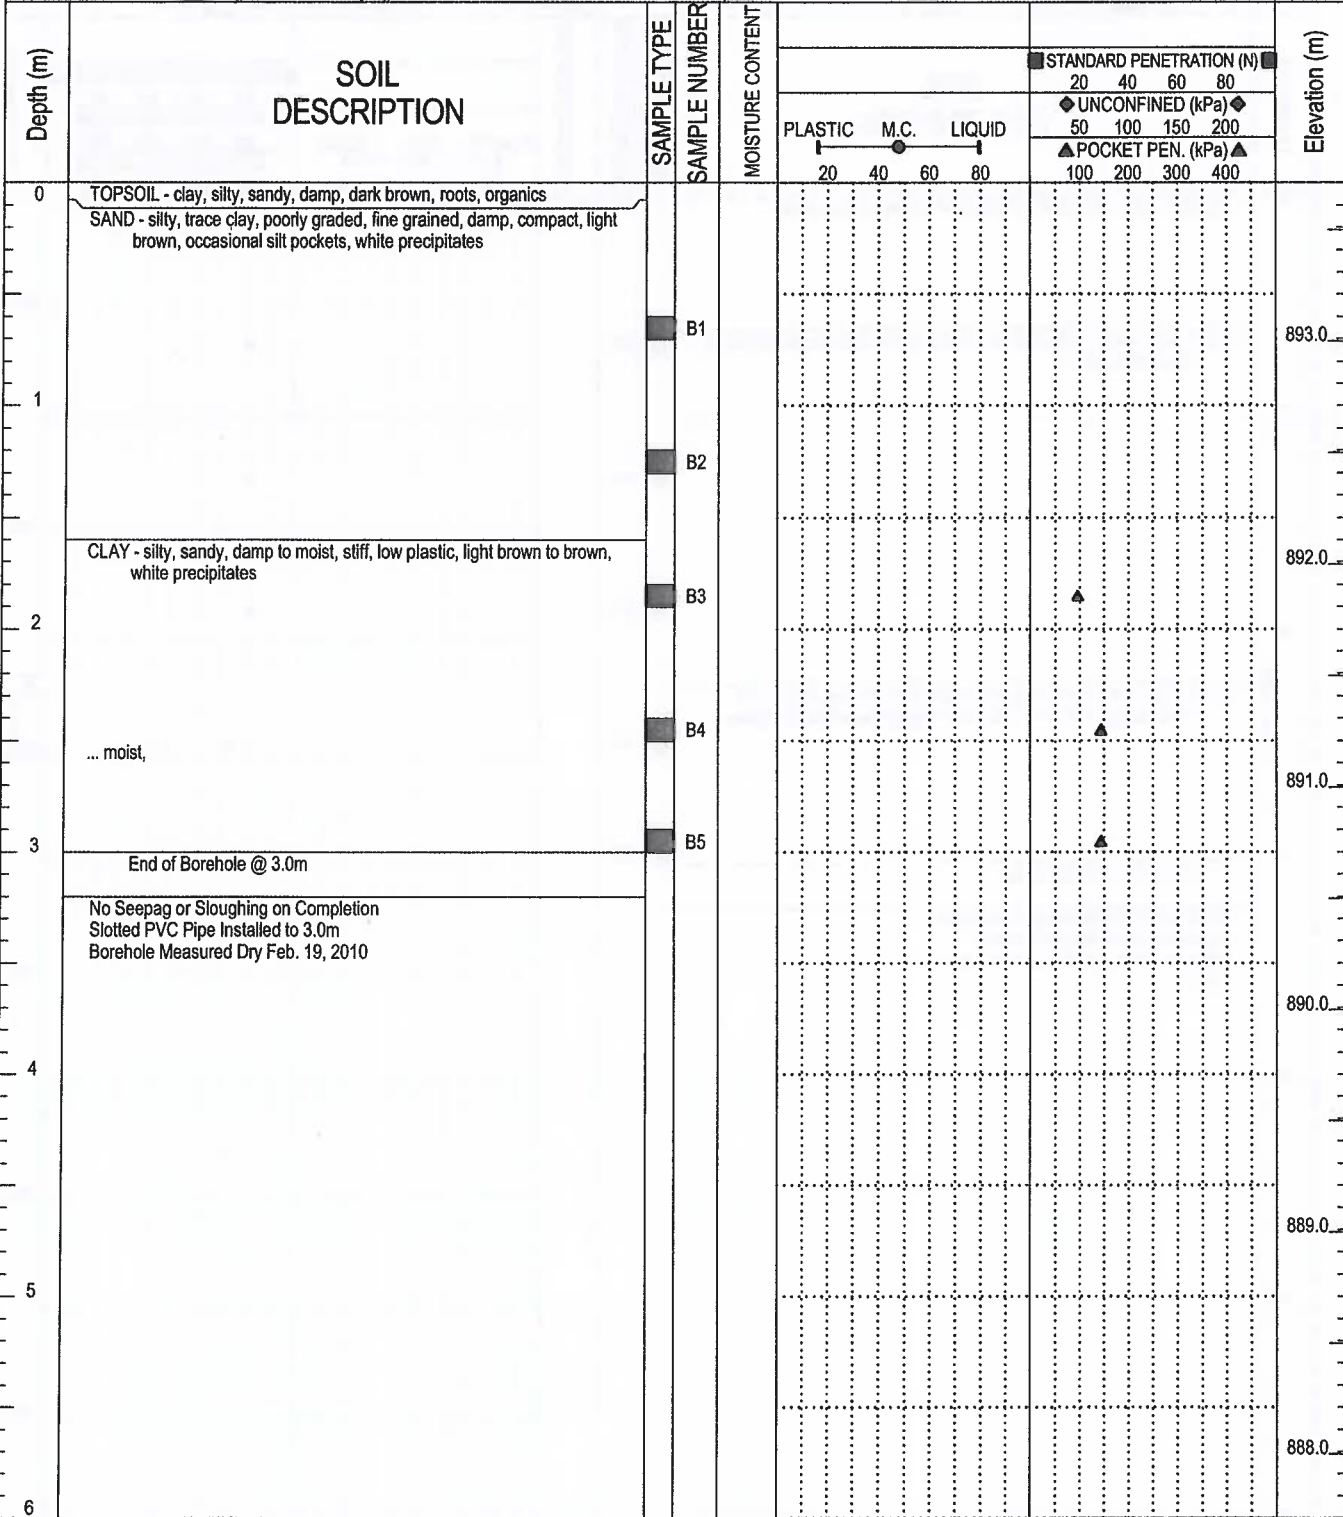 Depth (m)
SOIL
DESCRIPTION
SAMPLE TYPE
SAMPLE NUMBER
MOISTURE CONTENT
PLASTIC M.C. LIQUID
20 40 60 80
STANDARD PENETRATION (N)
20 40 60 80
UNCONFINED (kPa)
50 100 150 200
POCKET PEN. (kPa)
100 200 300 400
Elevation (m)
0
TOPSOIL - clay, silty, sandy, damp, dark brown, roots, organics
SAND - silty, trace clay, poorly graded, fine grained, damp, compact, light
brown, occasional silt pockets, white precipitates
B1
893.0
1
B2
CLAY - silty, sandy, damp to moist, stiff, low plastic, light brown to brown,
white precipitates
892.0
B3
2
B4
... moist,
891.0
B5
3
End of Borehole @ 3.0m
No Seepag or Sloughing on Completion
Slotted PVC Pipe Installed to 3.0m
Borehole Measured Dry Feb. 19, 2010
890.0
4
889.0
5
888.0
6